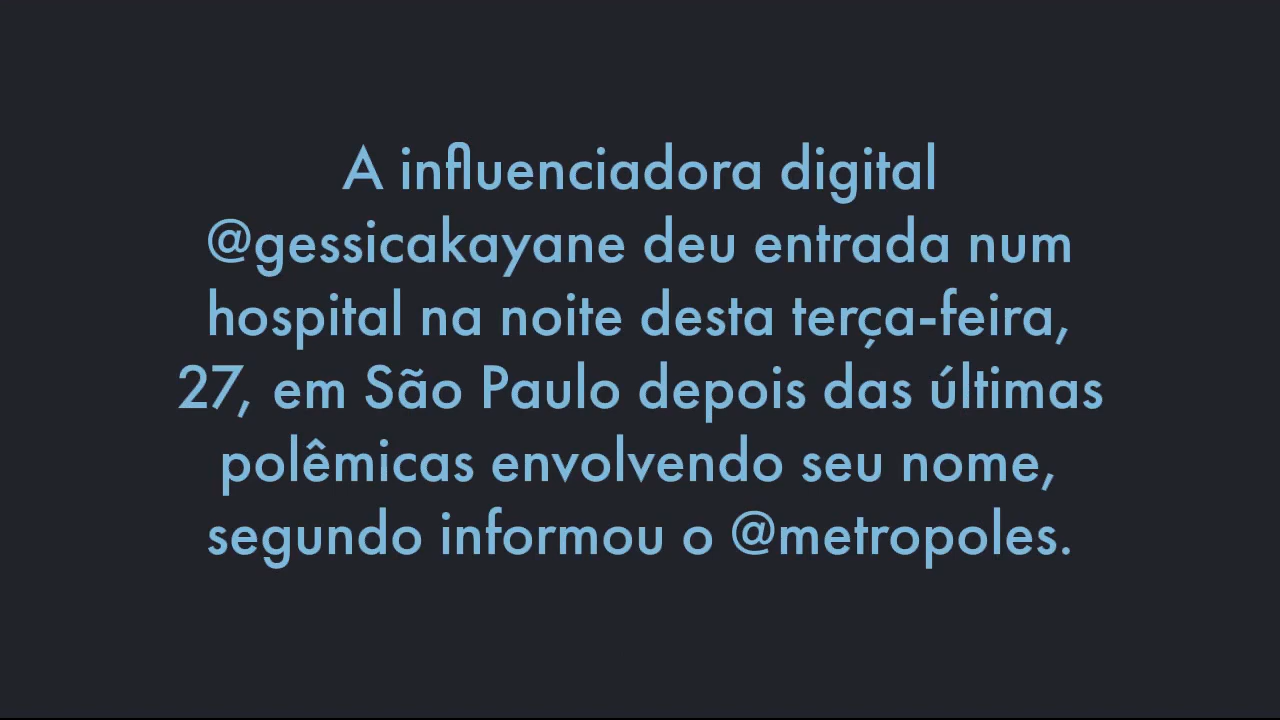 A influenciadora digital
@gessicakayane deu entrada num
hospital na noite desta terça-feira,
27, em São Paulo depois das últimas
polêmicas envolvendo seu nome,
segundo informou o @metropoles.